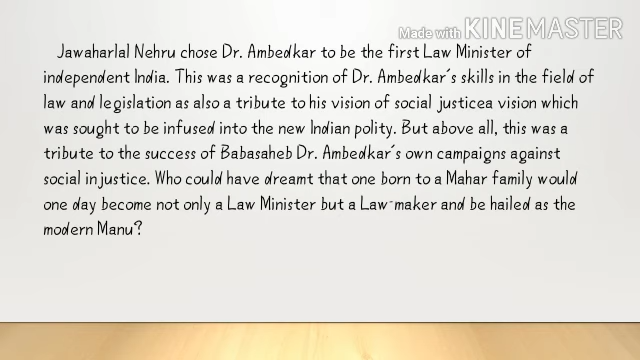 Made with KINEMASTER
Jawaharlal Nehru chose Dr. Ambedkar to be the first Law Minister of
independent India. This was a recognition of Dr. Ambedkar's skills in the field of
law and legislation as also a tribute to his vision of social justicea vision which
was sought to be infused into the new Indian polity. But above all, this was a
tribute to the success of Babasaheb Dr. Ambedkar's own campaigns against
social injustice. Who could have dreamt that one born to a Mahar family would
one day become not only a Law Minister but a Law-maker and be hailed as the
modern Manu?